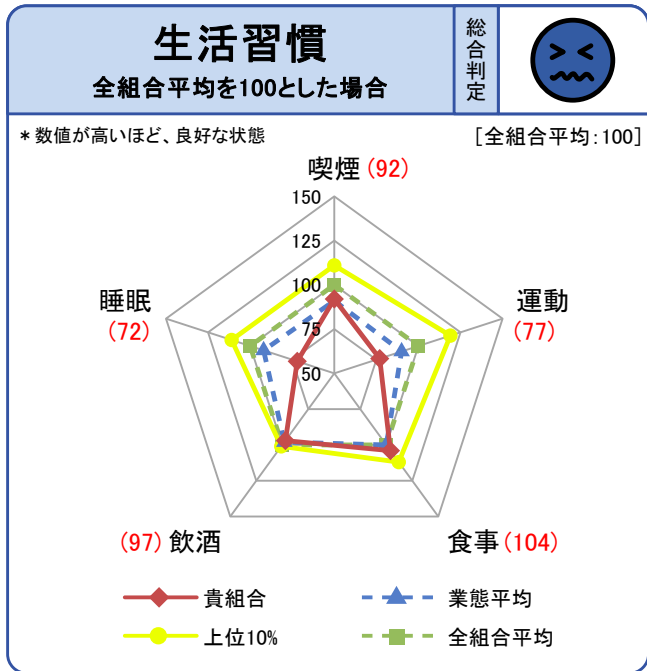 生活習慣
全組合平均を100とした場合
総合判定
＊数値が高いほど、良好な状態
[全組合平均:100]
喫煙(92)
150
125
100
75
50
睡眠
(72)
運動
(77)
(97)飲酒
食事(104)
貴組合
業態平均
上位10%
全組合平均